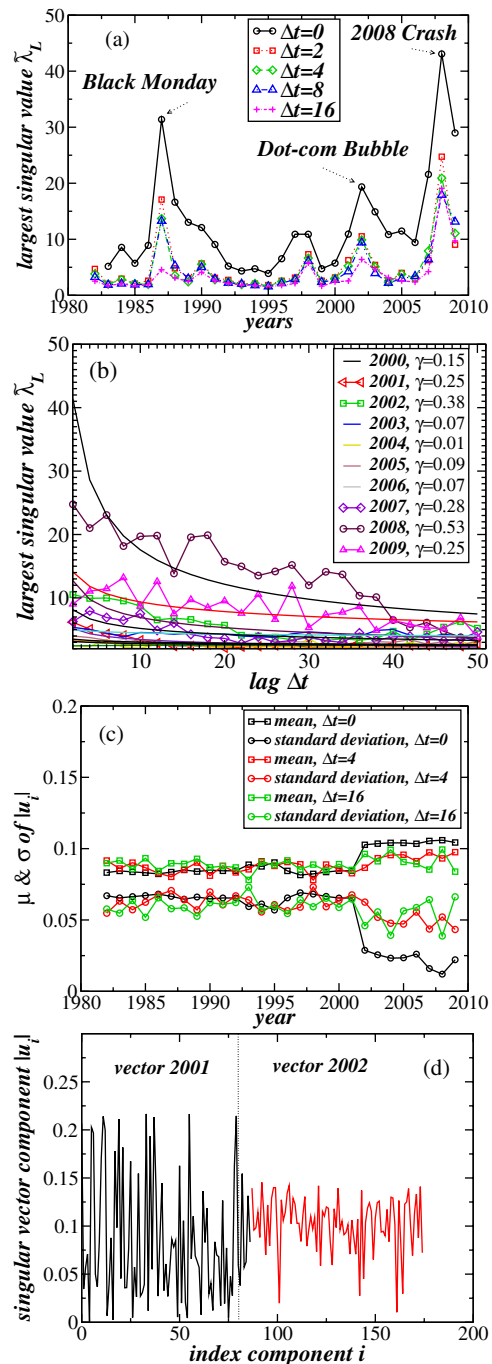 (a)
Δt=0
Δt=2
Δt=4
Δt=8
Δt=16
2008 Crash
Black Monday
Dot-com Bubble
largest singular value λ̃_L
50
40
30
20
10
0
1980 1985 1990 1995 2000 2005 2010
years
(b)
2000, γ=0.15
2001, γ=0.25
2002, γ=0.38
2003, γ=0.07
2004, γ=0.01
2005, γ=0.09
2006, γ=0.07
2007, γ=0.28
2008, γ=0.53
2009, γ=0.25
largest singular value λ̃_L
50
40
30
20
10
10 20 30 40 50
lag Δt
(c)
mean, Δt=0
standard deviation, Δt=0
mean, Δt=4
standard deviation, Δt=4
mean, Δt=16
standard deviation, Δt=16
μ & σ of |u_i|
0.2
0.15
0.1
0.05
0
1980 1985 1990 1995 2000 2005 2010
year
vector 2001
vector 2002
(d)
singular vector component |u_i|
0.25
0.2
0.15
0.1
0.05
0
0 50 100 150 200
index component i